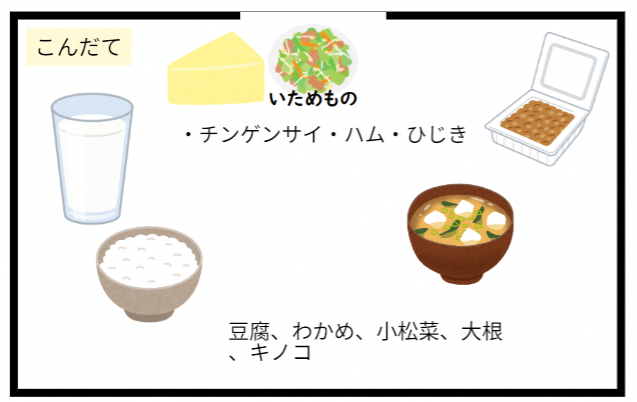 こんだて
いためもの
・チンゲンサイ・ハム・ひじき
豆腐、わかめ、小松菜、大根
、キノコ